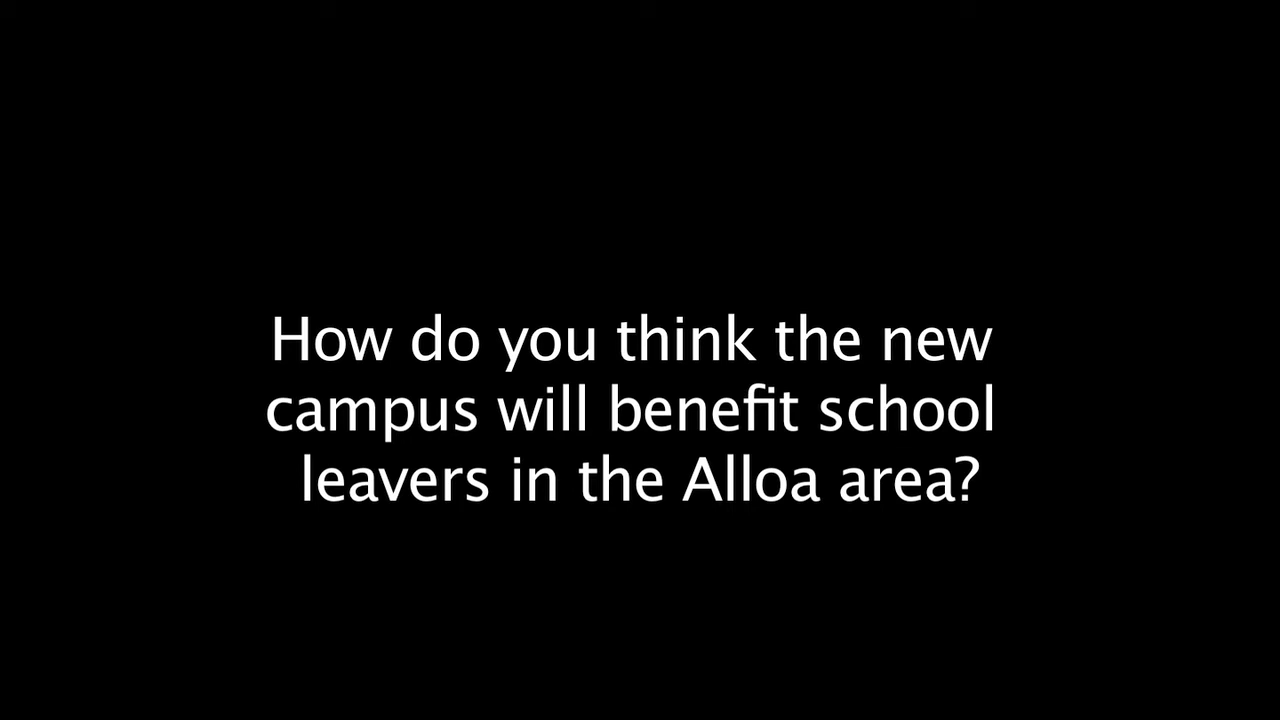 How do you think the new
campus will benefit school
leavers in the Alloa area?